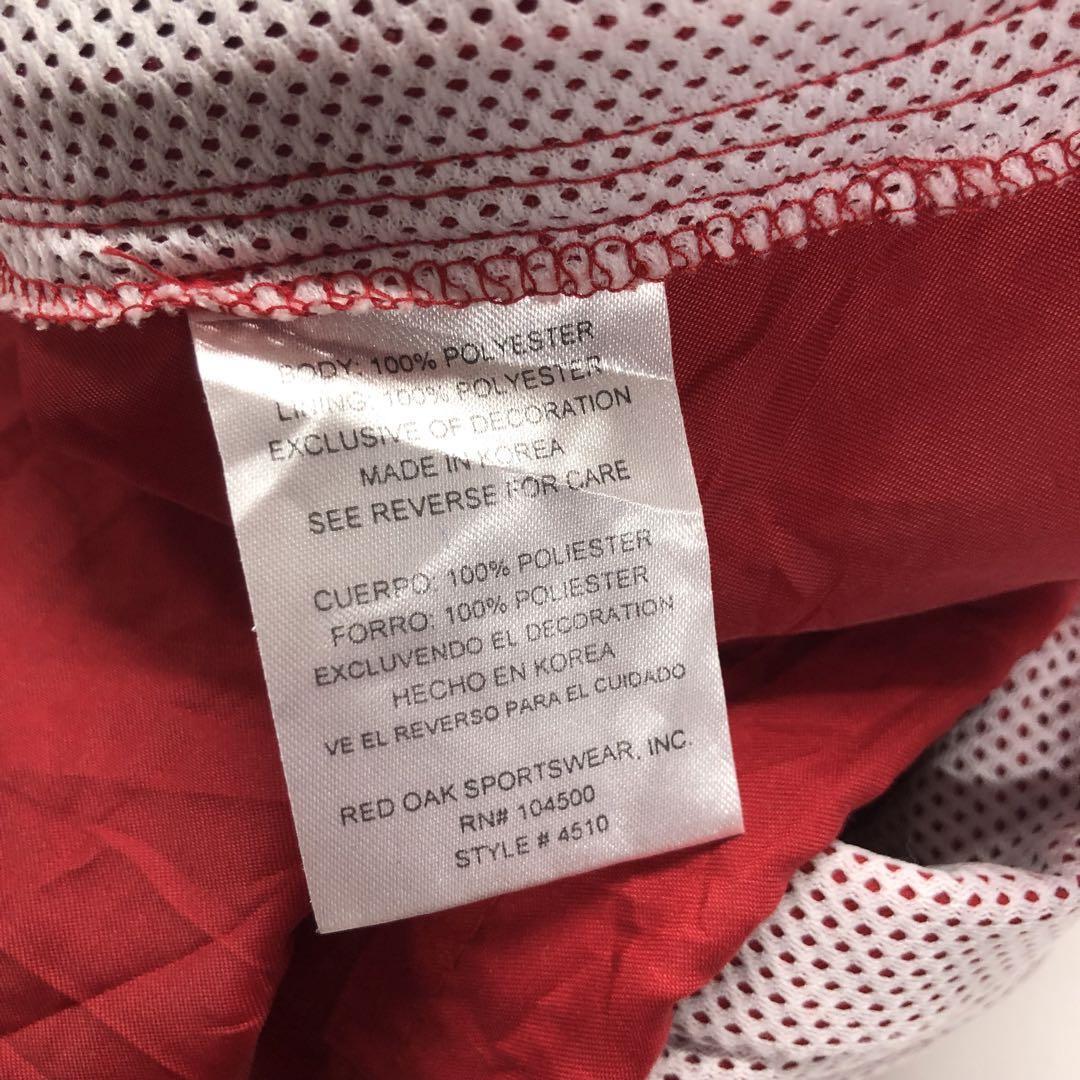 BODY: 100% POLYESTER
LINING: 100% POLYESTER
EXCLUSIVE OF DECORATION
MADE IN KOREA
SEE REVERSE FOR CARE
CUERPO: 100% POLIESTER
FORRO: 100% POLIESTER
EXCLUVENDO EL DECORATION
HECHO EN KOREA
VE EL REVERSO PARA EL CUIDADO
RED OAK SPORTSWEAR, INC.
RN# 104500
STYLE # 4510